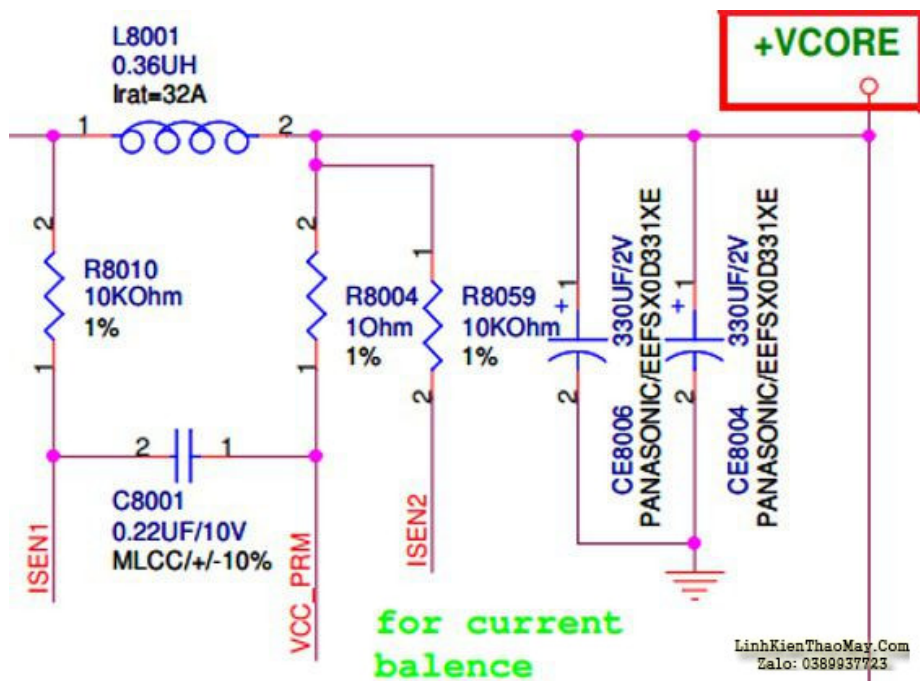 L8001
0.36UH
Irat=32A
+VCORE
1
2
2
R8010
10KOhm
1%
1
2
R8004
1Ohm
1%
1
1
R8059
10KOhm
1%
2
+
1
330UF/2V
PANASONIC/EEFSX0D331XE
2
CE8006
+
1
330UF/2V
PANASONIC/EEFSX0D331XE
2
CE8004
2
1
C8001
0.22UF/10V
MLCC/+/-10%
ISEN1
VCC_PRM
ISEN2
for current
balence
LinhKienThaoMay.Com
Zalo: 0389937723